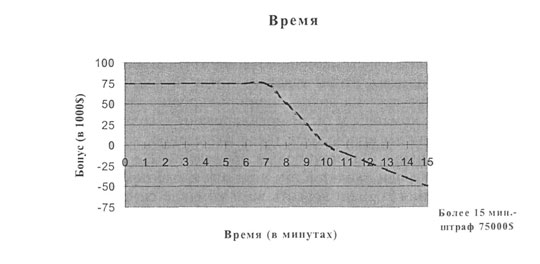 Время
100
75
50
25
0
-25
-50
-75
Бонус (в 1000$)
0 1 2 3 4 5 6 7 8 9 10 11 12 13 14 15
Время (в минутах)
Более 15 мин.-
штраф 75000$